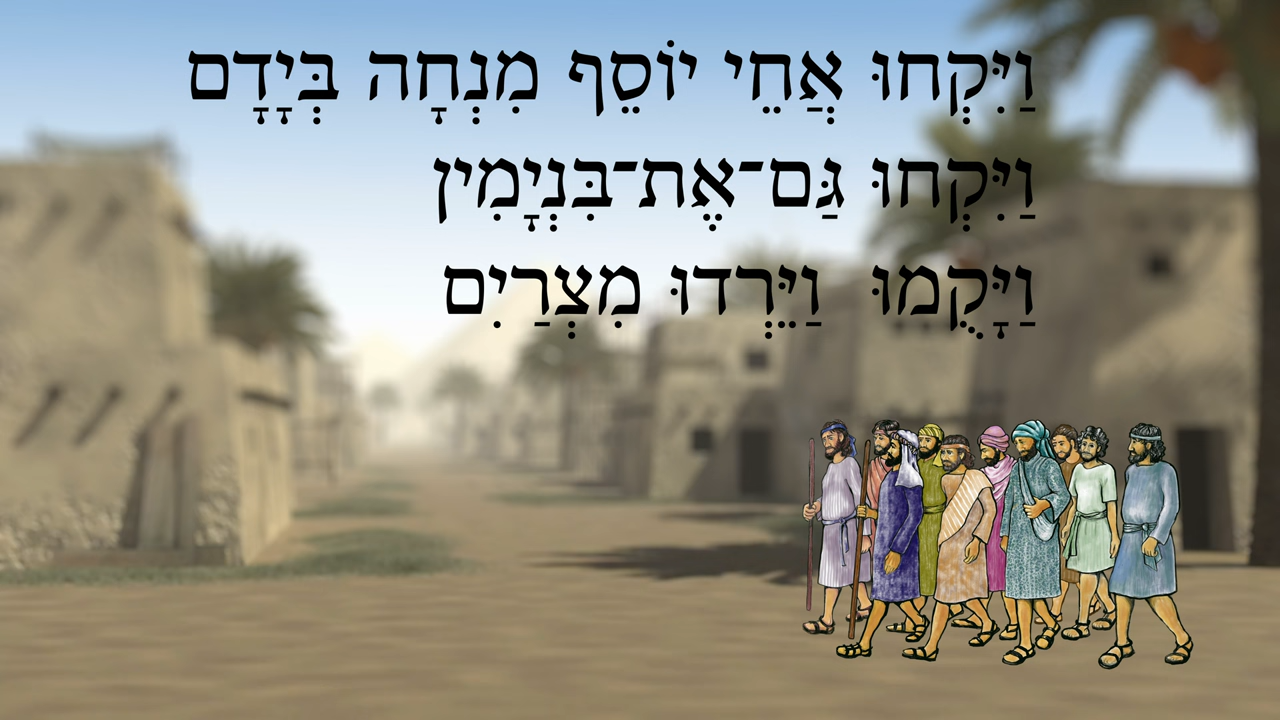 וַיִּקְחוּ אֲחֵי יוֹסֵף מִנְחָה בְּיָדָם
וַיִּקְחוּ גַּם־אֶת־בִּנְיָמִין
וַיָּקֻמוּ וַיֵּרְדוּ מִצְרַיִם